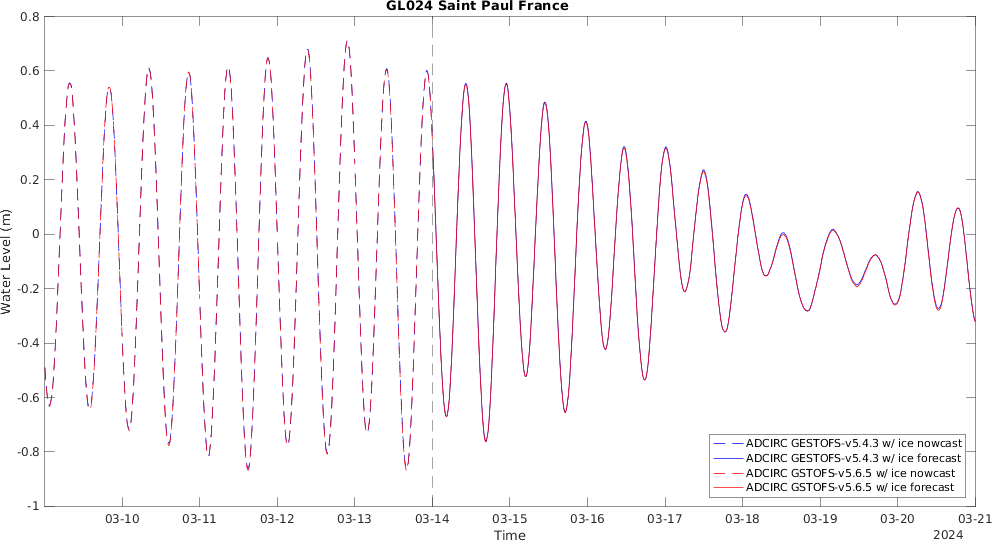 GL024 Saint Paul France
0.8
0.6
0.4
0.2
0
-0.2
-0.4
-0.6
-0.8
-1
Water Level (m)
ADCIRC GESTOFS-v5.4.3 w/ ice nowcast
ADCIRC GESTOFS-v5.4.3 w/ ice forecast
ADCIRC GSTOFS-v5.6.5 w/ ice nowcast
ADCIRC GSTOFS-v5.6.5 w/ ice forecast
03-10 03-11 03-12 03-13 03-14 03-15 03-16 03-17 03-18 03-19 03-20 03-21
Time
2024